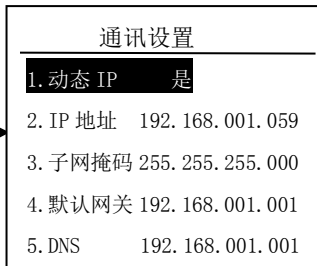 通讯设置
1.动态 IP 是
2.IP 地址 192.168.001.059
3.子网掩码 255.255.255.000
4.默认网关 192.168.001.001
5.DNS 192.168.001.001